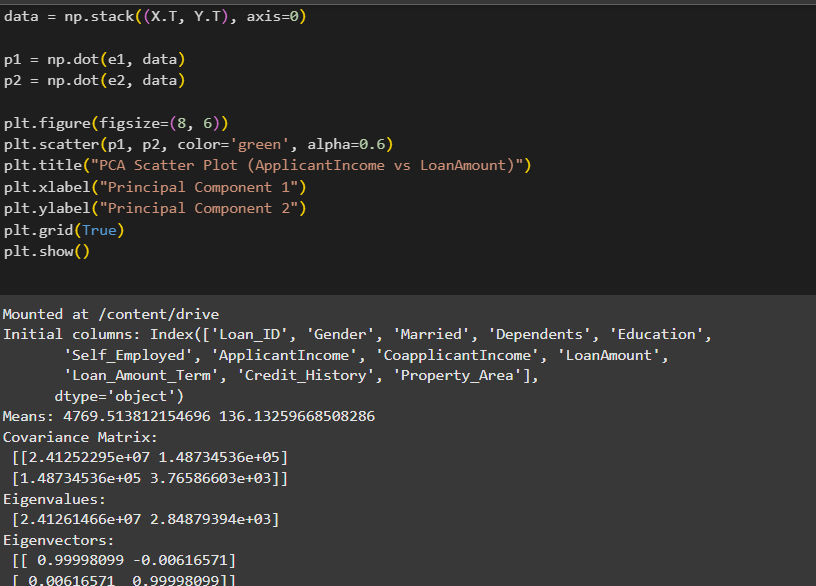 data = np.stack((X.T, Y.T), axis=0)
p1 = np.dot(e1, data)
p2 = np.dot(e2, data)
plt.figure(figsize=(8, 6))
plt.scatter(p1, p2, color='green', alpha=0.6)
plt.title("PCA Scatter Plot (ApplicantIncome vs LoanAmount)")
plt.xlabel("Principal Component 1")
plt.ylabel("Principal Component 2")
plt.grid(True)
plt.show()
Mounted at /content/drive
Initial columns: Index(['Loan_ID', 'Gender', 'Married', 'Dependents', 'Education',
'Self_Employed', 'ApplicantIncome', 'CoapplicantIncome', 'LoanAmount',
'Loan_Amount_Term', 'Credit_History', 'Property_Area'],
dtype='object')
Means: 4769.513812154696 136.13259668508286
Covariance Matrix:
[[2.41252295e+07 1.48734536e+05]
[1.48734536e+05 3.76586603e+03]]
Eigenvalues:
[2.41261466e+07 2.84879394e+03]
Eigenvectors:
[[ 0.99998099 -0.00616571]
[ 0.00616571  0.99998099]]